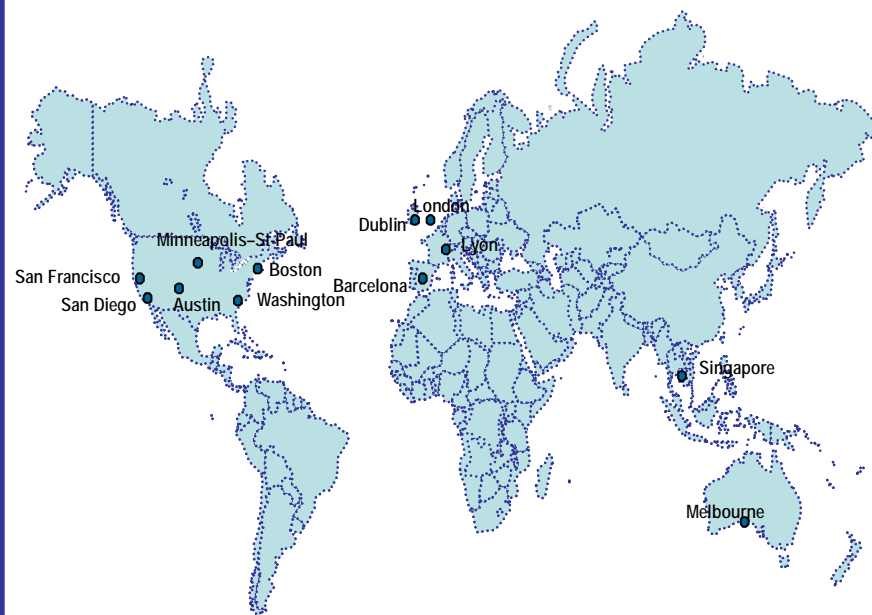 London
Dublin
Minneapolis–St Paul
Lyon
Boston
San Francisco
Barcelona
San Diego
Austin
Washington
Singapore
Melbourne